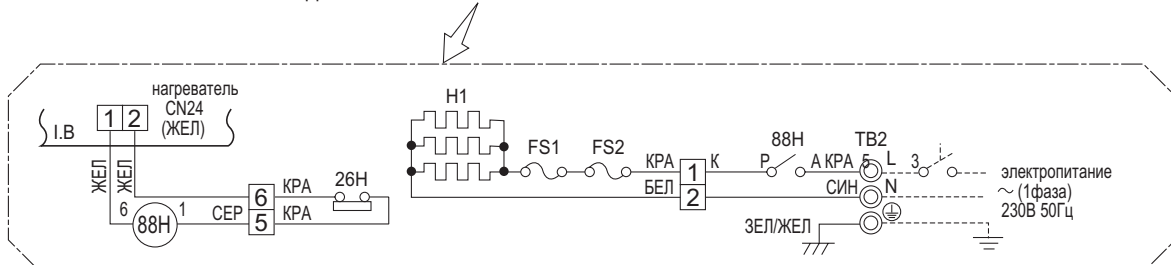 нагреватель
CN24
(ЖЕЛ)
1 2
I.B
ЖЕЛ
ЖЕЛ
6
88H
1
СЕР
6
5
КРА
КРА
26H
H1
FS1
FS2
КРА
БЕЛ
1
2
К
88H
Р
А КРА
СИН
ЗЕЛ/ЖЕЛ
TB2
5
L
N
3
электропитание
~ (1фаза)
230В 50Гц